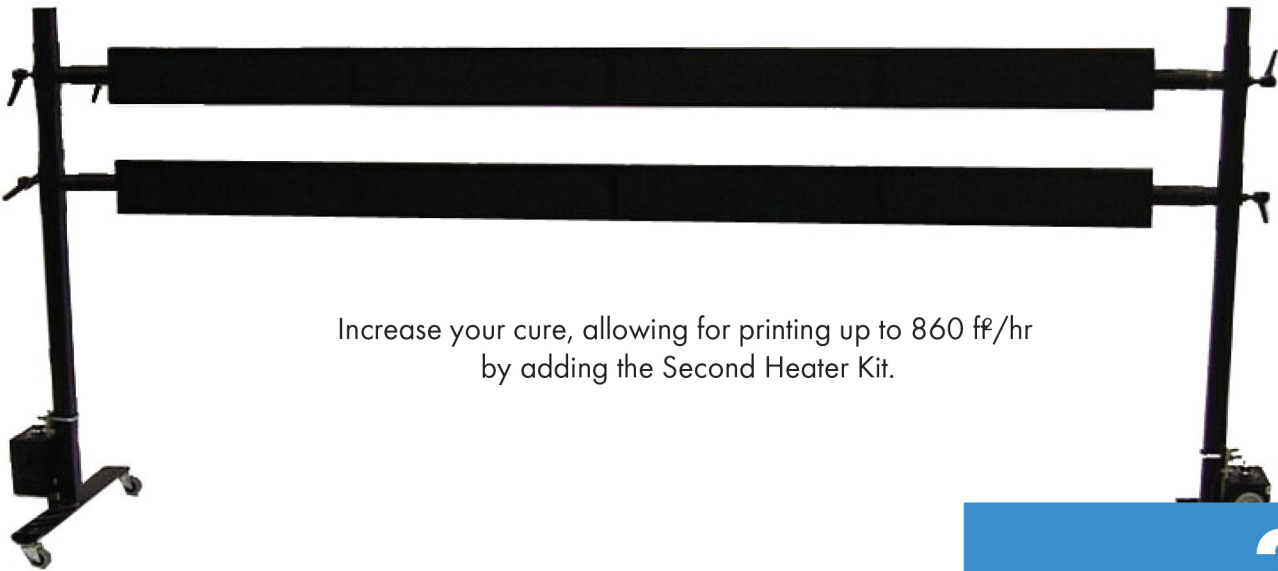 Increase your cure, allowing for printing up to 860 ft²/hr
by adding the Second Heater Kit.